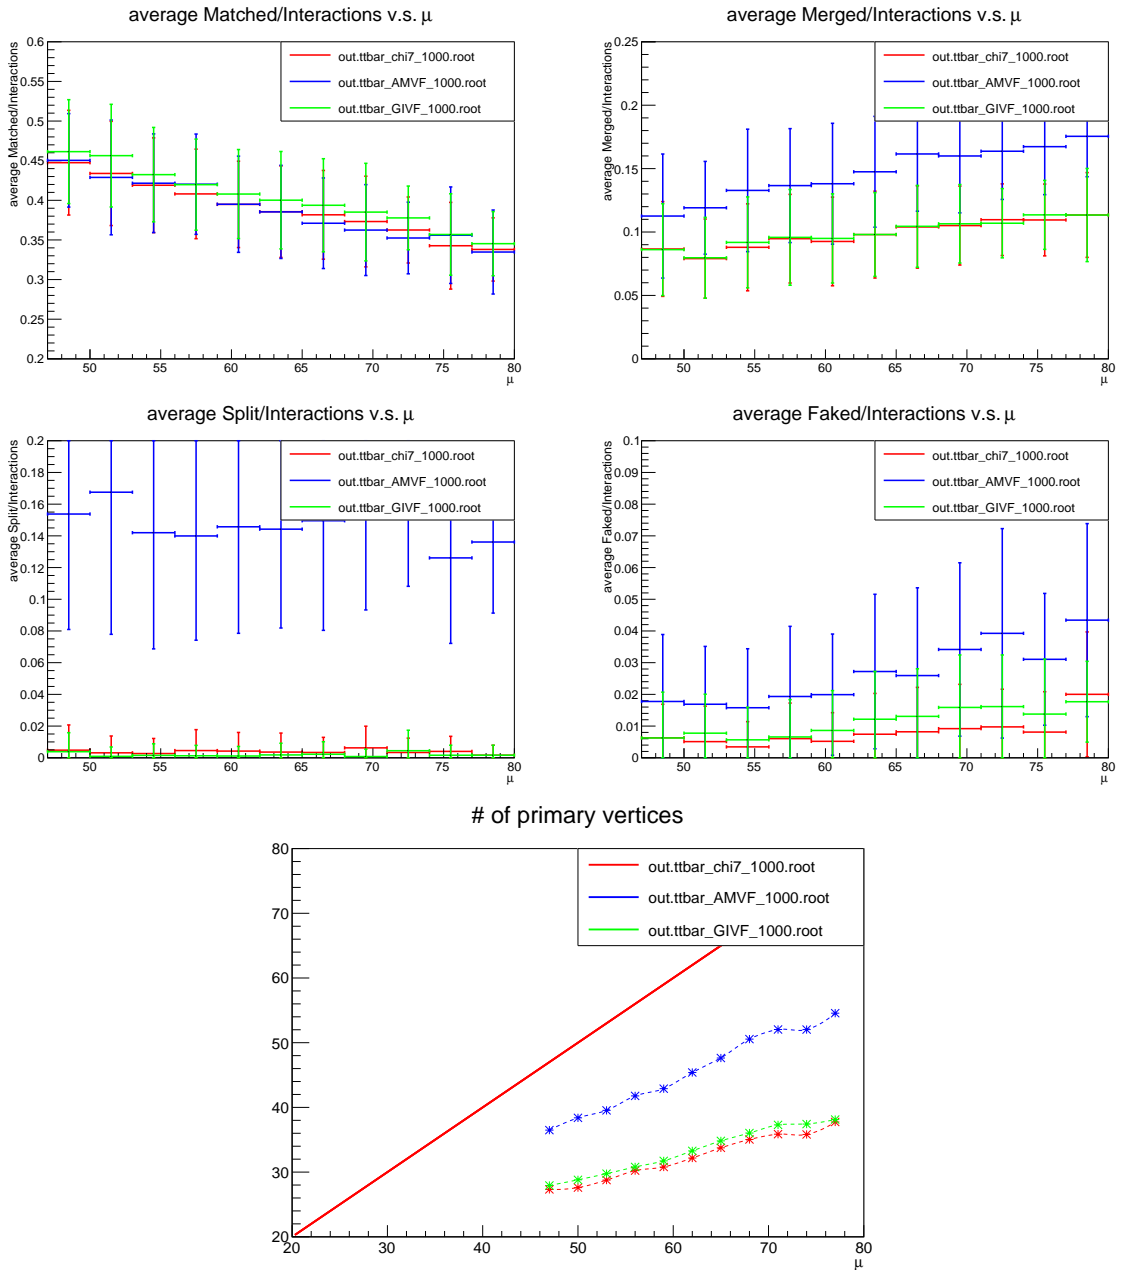 average Matched/Interactions v.s. μ
average Matched/Interactions
0.6
0.55
0.5
0.45
0.4
0.35
0.3
0.25
0.2
out.ttbar_chi7_1000.root
out.ttbar_AMVF_1000.root
out.ttbar_GIVF_1000.root
50 55 60 65 70 75 80
μ
average Merged/Interactions v.s. μ
average Merged/Interactions
0.25
0.2
0.15
0.1
0.05
0
out.ttbar_chi7_1000.root
out.ttbar_AMVF_1000.root
out.ttbar_GIVF_1000.root
50 55 60 65 70 75 80
μ
average Split/Interactions v.s. μ
average Split/Interactions
0.2
0.18
0.16
0.14
0.12
0.1
0.08
0.06
0.04
0.02
0
out.ttbar_chi7_1000.root
out.ttbar_AMVF_1000.root
out.ttbar_GIVF_1000.root
50 55 60 65 70 75 80
μ
average Faked/Interactions v.s. μ
average Faked/Interactions
0.1
0.09
0.08
0.07
0.06
0.05
0.04
0.03
0.02
0.01
0
out.ttbar_chi7_1000.root
out.ttbar_AMVF_1000.root
out.ttbar_GIVF_1000.root
50 55 60 65 70 75 80
μ
# of primary vertices
80
70
60
50
40
30
20
out.ttbar_chi7_1000.root
out.ttbar_AMVF_1000.root
out.ttbar_GIVF_1000.root
20 30 40 50 60 70 80
μ